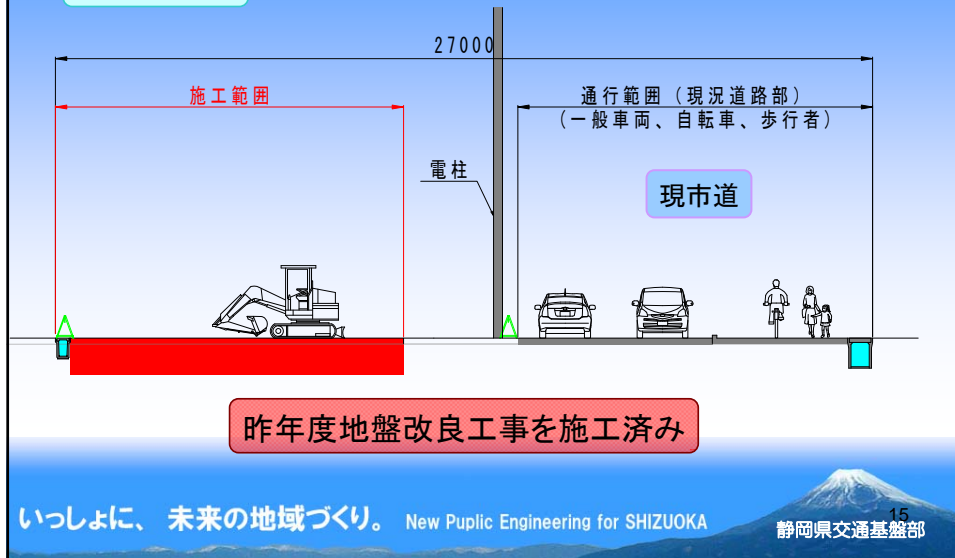 27000
施工範囲
通行範囲（現況道路部）
（一般車両、自転車、歩行者）
電柱
現市道
昨年度地盤改良工事を施工済み
いっしょに、未来の地域づくり。 New Puplic Engineering for SHIZUOKA
15
静岡県交通基盤部